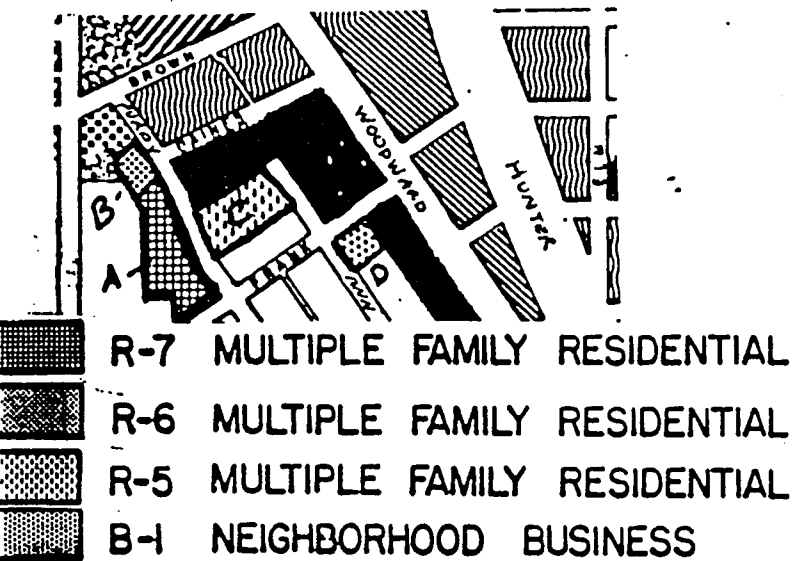 BROWN
WOODWARD
HUNTER
B
C
A
D
R-7 MULTIPLE FAMILY RESIDENTIAL
R-6 MULTIPLE FAMILY RESIDENTIAL
R-5 MULTIPLE FAMILY RESIDENTIAL
B-1 NEIGHBORHOOD BUSINESS